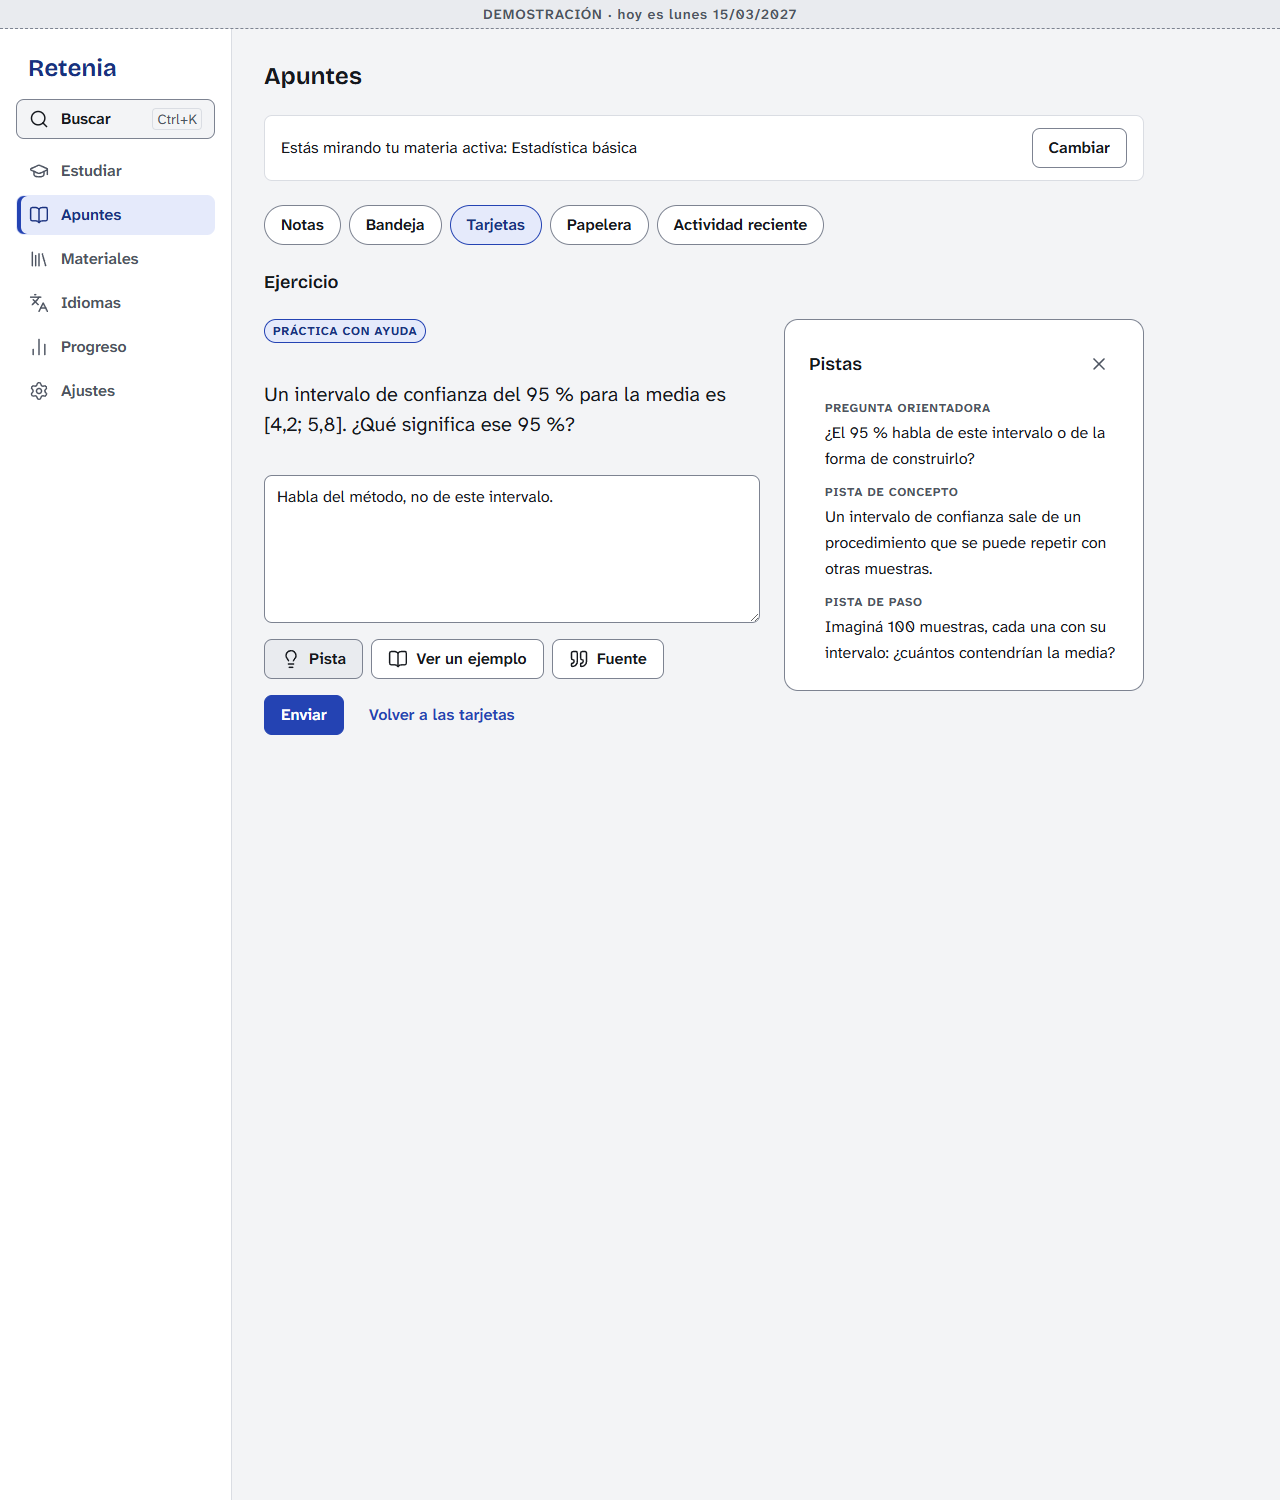 DEMOSTRACIÓN · hoy es lunes 15/03/2027
Retenia
Buscar Ctrl+K
Estudiar
Apuntes
Materiales
Idiomas
Progreso
Ajustes
Apuntes
Estás mirando tu materia activa: Estadística básica
Cambiar
Notas Bandeja Tarjetas Papelera Actividad reciente
Ejercicio
PRÁCTICA CON AYUDA
Un intervalo de confianza del 95 % para la media es
[4,2; 5,8]. ¿Qué significa ese 95 %?
Habla del método, no de este intervalo.
Pista Ver un ejemplo Fuente
Enviar Volver a las tarjetas
Pistas
PREGUNTA ORIENTADORA
¿El 95 % habla de este intervalo o de la
forma de construirlo?
PISTA DE CONCEPTO
Un intervalo de confianza sale de un
procedimiento que se puede repetir con
otras muestras.
PISTA DE PASO
Imaginá 100 muestras, cada una con su
intervalo: ¿cuántos contendrían la media?